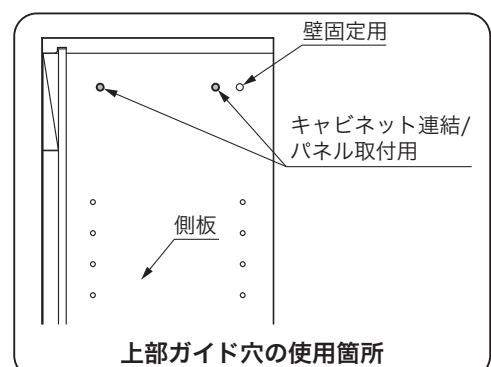 壁固定用
キャビネット連結/
パネル取付用
側板
上部ガイド穴の使用箇所